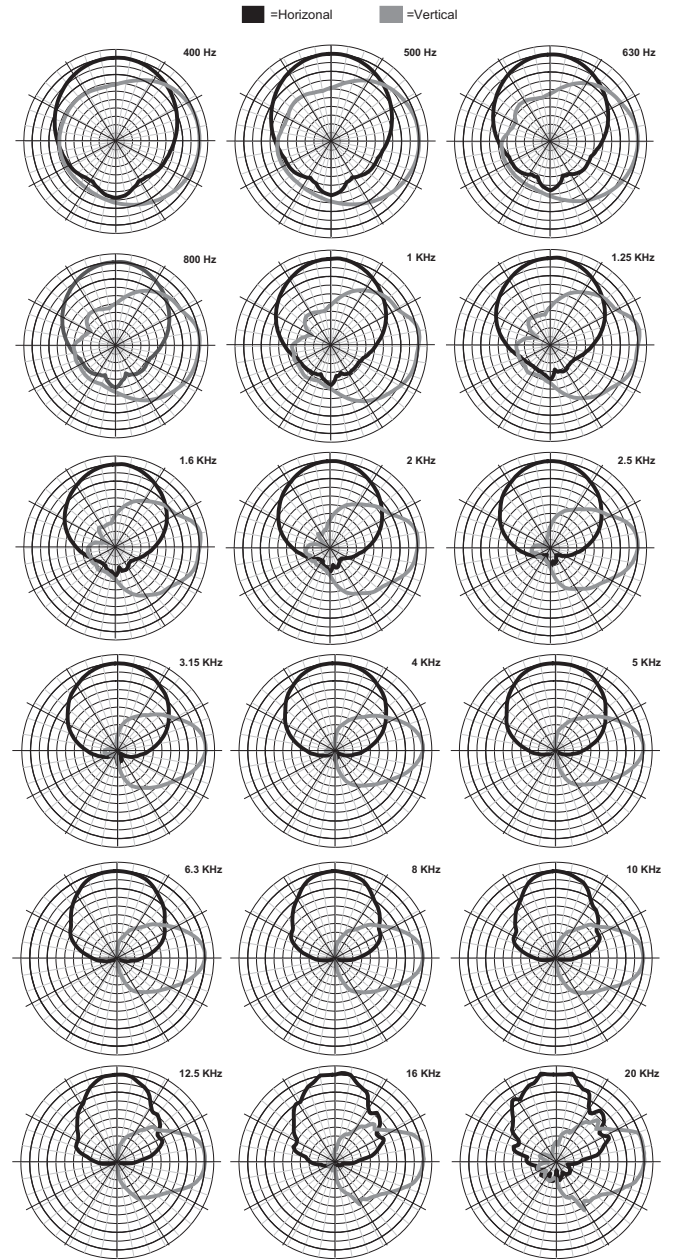 =Horizonal =Vertical
400 Hz 500 Hz 630 Hz
800 Hz 1 KHz 1.25 KHz
1.6 KHz 2 KHz 2.5 KHz
3.15 KHz 4 KHz 5 KHz
6.3 KHz 8 KHz 10 KHz
12.5 KHz 16 KHz 20 KHz